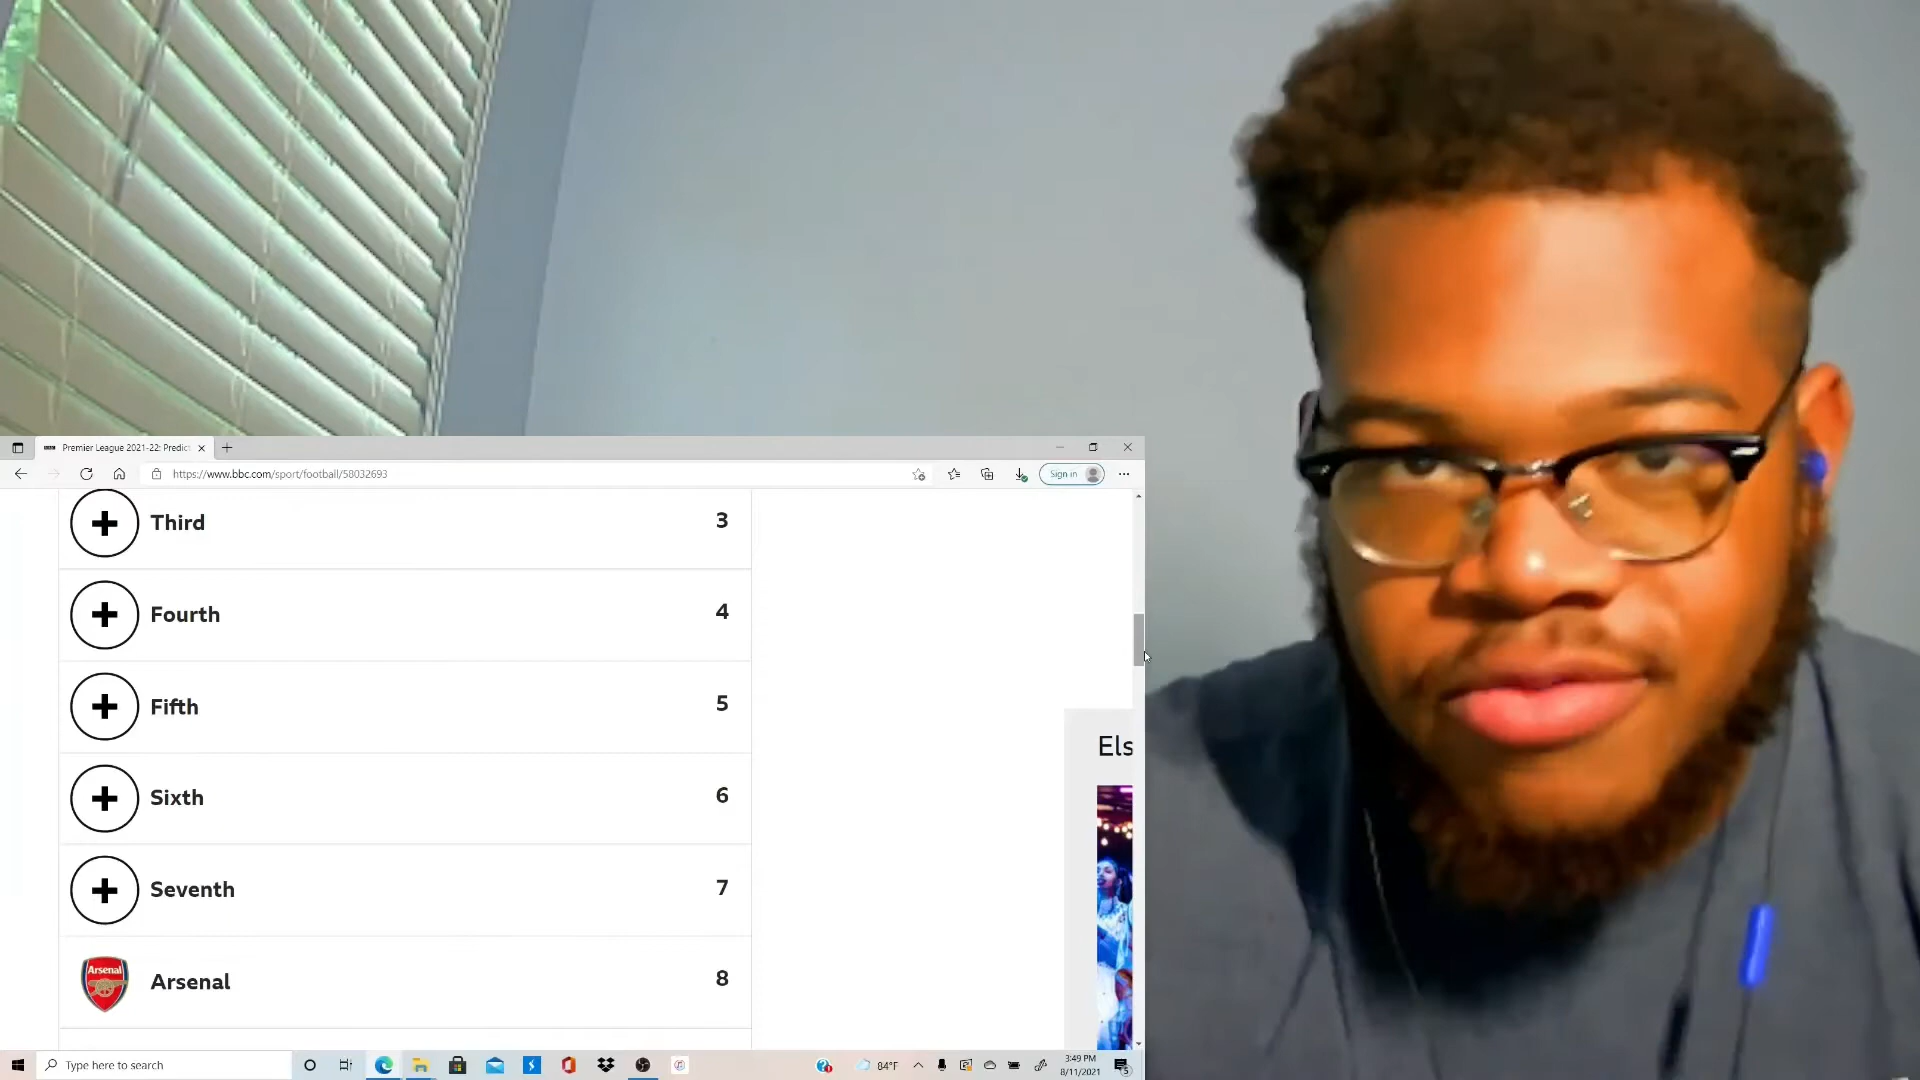 Premier League 2021-22: Predic
https://www.bbc.com/sport/football/58032693
Sign in
Third 3
Fourth 4
Fifth 5
Els
Sixth 6
Seventh 7
Arsenal
Arsenal 8
Type here to search
84°F
3:49 PM
8/11/2021
5